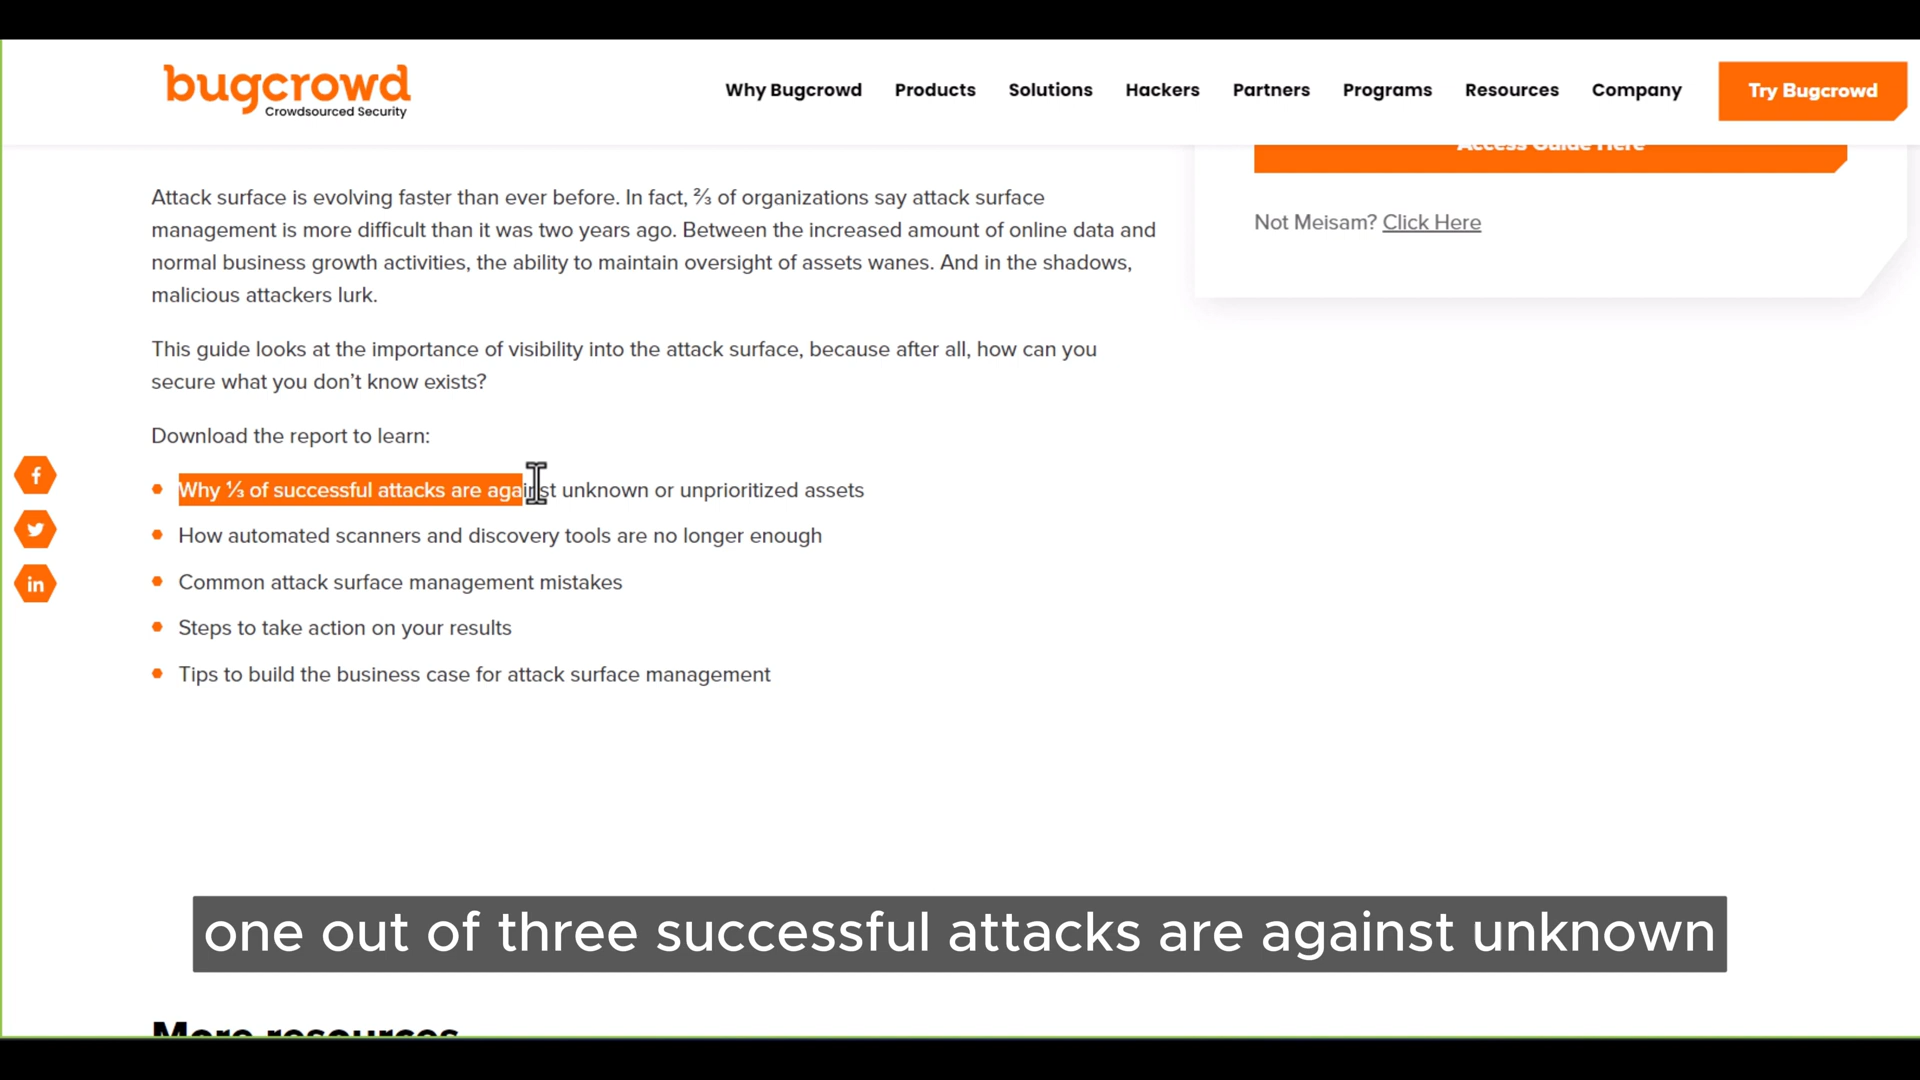 bugcrowd
Crowdsourced Security
Why Bugcrowd Products Solutions Hackers Partners Programs Resources Company Try Bugcrowd
Access Guide Here
Not Meisam? Click Here
Attack surface is evolving faster than ever before. In fact, ⅔ of organizations say attack surface
management is more difficult than it was two years ago. Between the increased amount of online data and
normal business growth activities, the ability to maintain oversight of assets wanes. And in the shadows,
malicious attackers lurk.
This guide looks at the importance of visibility into the attack surface, because after all, how can you
secure what you don’t know exists?
Download the report to learn:
Why ⅓ of successful attacks are against unknown or unprioritized assets
How automated scanners and discovery tools are no longer enough
Common attack surface management mistakes
Steps to take action on your results
Tips to build the business case for attack surface management
f
in
one out of three successful attacks are against unknown
More resources